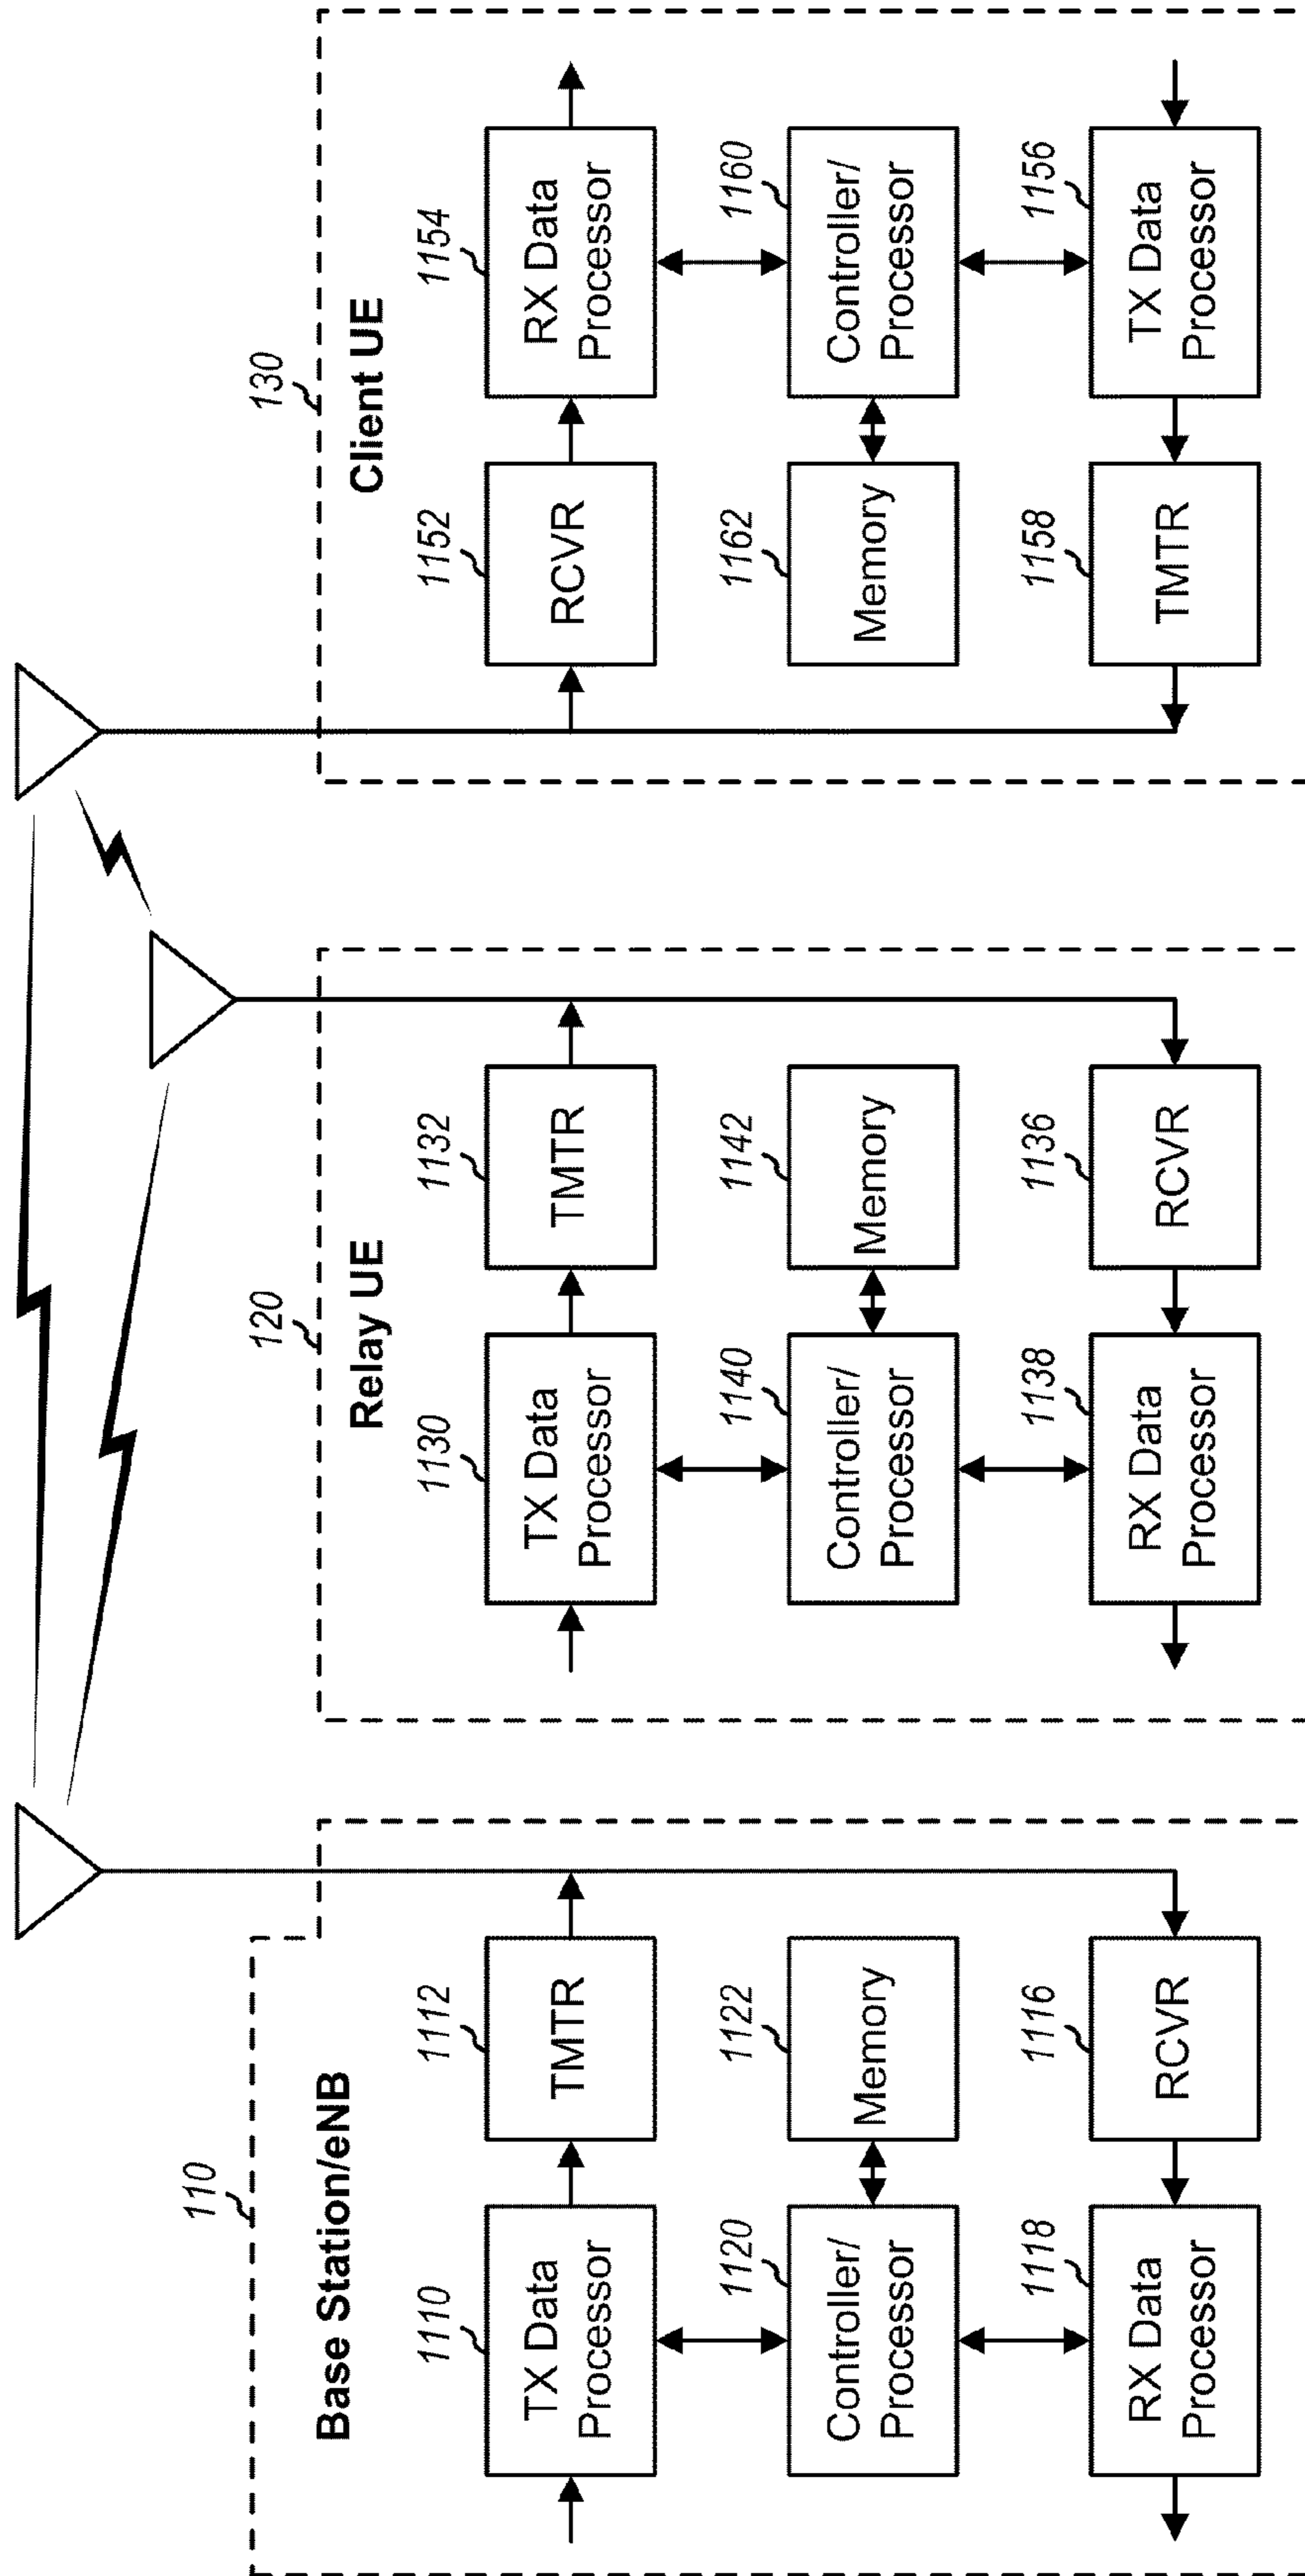 110
Base Station/eNB
1110
TX Data
Processor
1112
TMTR
1120
Controller/
Processor
1122
Memory
1118
RX Data
Processor
1116
RCVR
120
Relay UE
1130
TX Data
Processor
1132
TMTR
1140
Controller/
Processor
1142
Memory
1138
RX Data
Processor
1136
RCVR
130
Client UE
1152
RCVR
1154
RX Data
Processor
1162
Memory
1160
Controller/
Processor
1158
TMTR
1156
TX Data
Processor